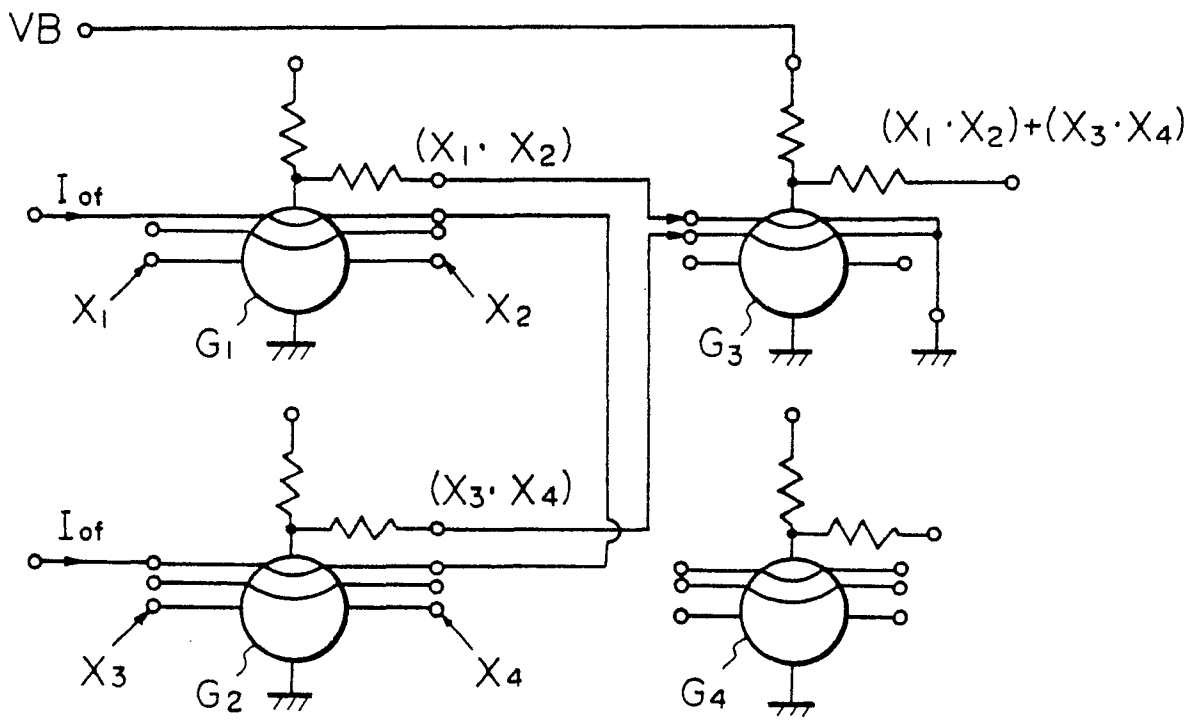 VB
(X1 · X2)+(X3 · X4)
(X1 · X2)
Iof
X1
X2
G1
G3
(X3 · X4)
Iof
X3
X4
G2
G4